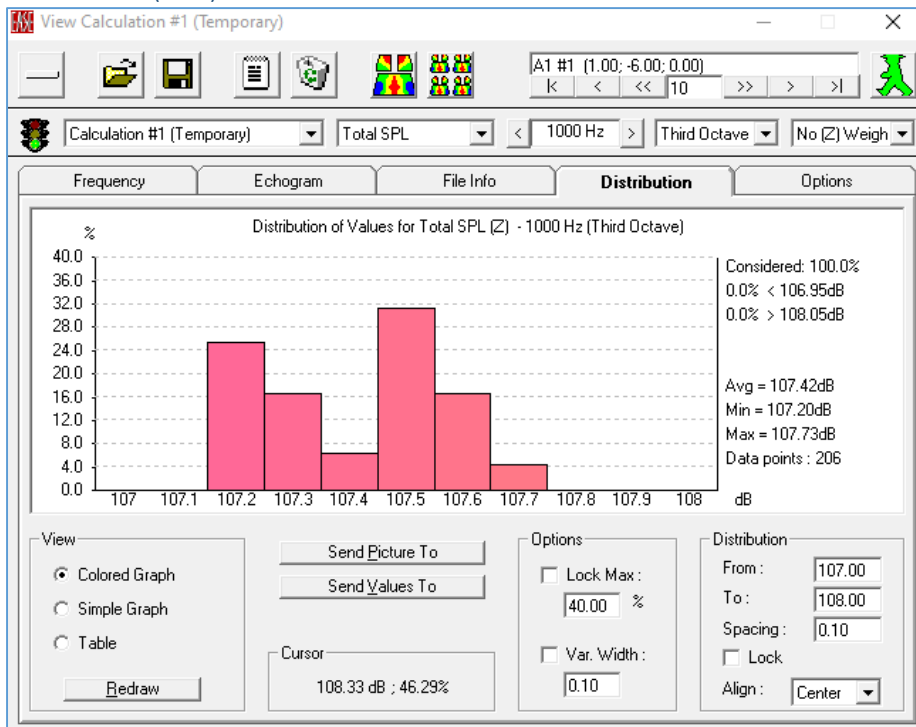 EASE View Calculation #1 (Temporary)
A1 #1 (1.00; -6.00; 0.00)
K < << 10 >> > >|
Calculation #1 (Temporary) Total SPL < 1000 Hz > Third Octave No (Z) Weigh
Frequency Echogram File Info Distribution Options
Distribution of Values for Total SPL (Z) - 1000 Hz (Third Octave)
%
40.0
36.0
32.0
28.0
24.0
20.0
16.0
12.0
8.0
4.0
0.0
107 107.1 107.2 107.3 107.4 107.5 107.6 107.7 107.8 107.9 108 dB
Considered: 100.0%
0.0% < 106.95dB
0.0% > 108.05dB
Avg = 107.42dB
Min = 107.20dB
Max = 107.73dB
Data points : 206
View
Colored Graph
Simple Graph
Table
Redraw
Send Picture To
Send Values To
Cursor
108.33 dB ; 46.29%
Options
Lock Max :
40.00 %
Var. Width :
0.10
Distribution
From : 107.00
To : 108.00
Spacing : 0.10
Lock
Align : Center